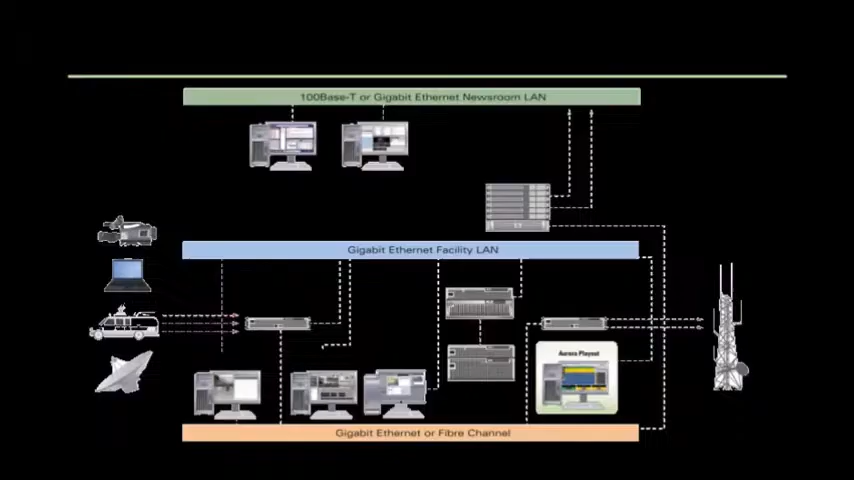 100Base-T or Gigabit Ethernet Newsroom LAN
Gigabit Ethernet Facility LAN
Aurora Playout
Gigabit Ethernet or Fibre Channel